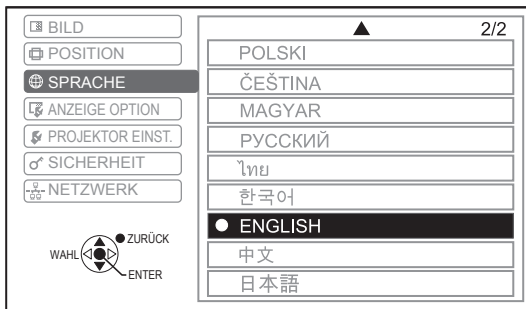 BILD
POSITION
SPRACHE
ANZEIGE OPTION
PROJEKTOR EINST.
SICHERHEIT
NETZWERK
ZURÜCK
WAHL
ENTER
2/2
POLSKI
ČEŠTINA
MAGYAR
РУССКИЙ
ไทย
한국어
ENGLISH
中文
日本語